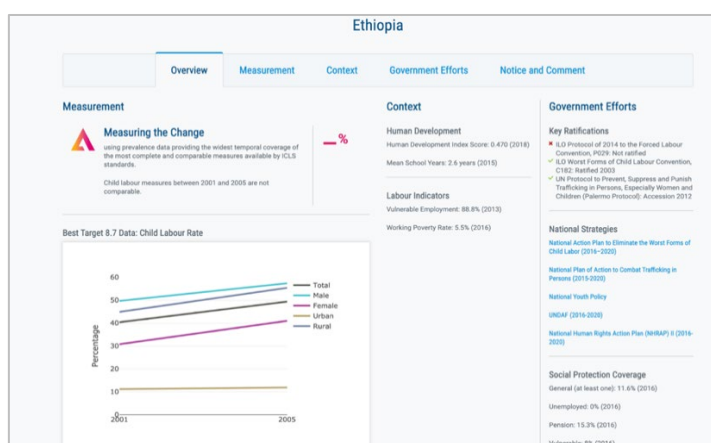 Ethiopia
Overview
Measurement
Context
Government Efforts
Notice and Comment
Measurement
Measuring the Change
using prevalence data providing the widest temporal coverage of
the most complete and comparable measures available by ICLS
standards.
Child labour measures between 2001 and 2005 are not
comparable.
–%
Best Target 8.7 Data: Child Labour Rate
60
50
40
30
20
10
0
Percentage
2001
2005
Total
Male
Female
Urban
Rural
Context
Human Development
Human Development Index Score: 0.470 (2018)
Mean School Years: 2.6 years (2015)
Labour Indicators
Vulnerable Employment: 88.8% (2013)
Working Poverty Rate: 5.5% (2016)
Government Efforts
Key Ratifications
ILO Protocol of 2014 to the Forced Labour
Convention, P029: Not ratified
ILO Worst Forms of Child Labour Convention,
C182: Ratified 2003
UN Protocol to Prevent, Suppress and Punish
Trafficking in Persons, Especially Women and
Children (Palermo Protocol): Accession 2012
National Strategies
National Action Plan to Eliminate the Worst Forms of
Child Labor (2016–2020)
National Plan of Action to Combat Trafficking in
Persons (2015-2020)
National Youth Policy
UNDAF (2016-2020)
National Human Rights Action Plan (NHRAP) II (2016-
2020)
Social Protection Coverage
General (at least one): 11.6% (2016)
Unemployed: 0% (2016)
Pension: 15.3% (2016)